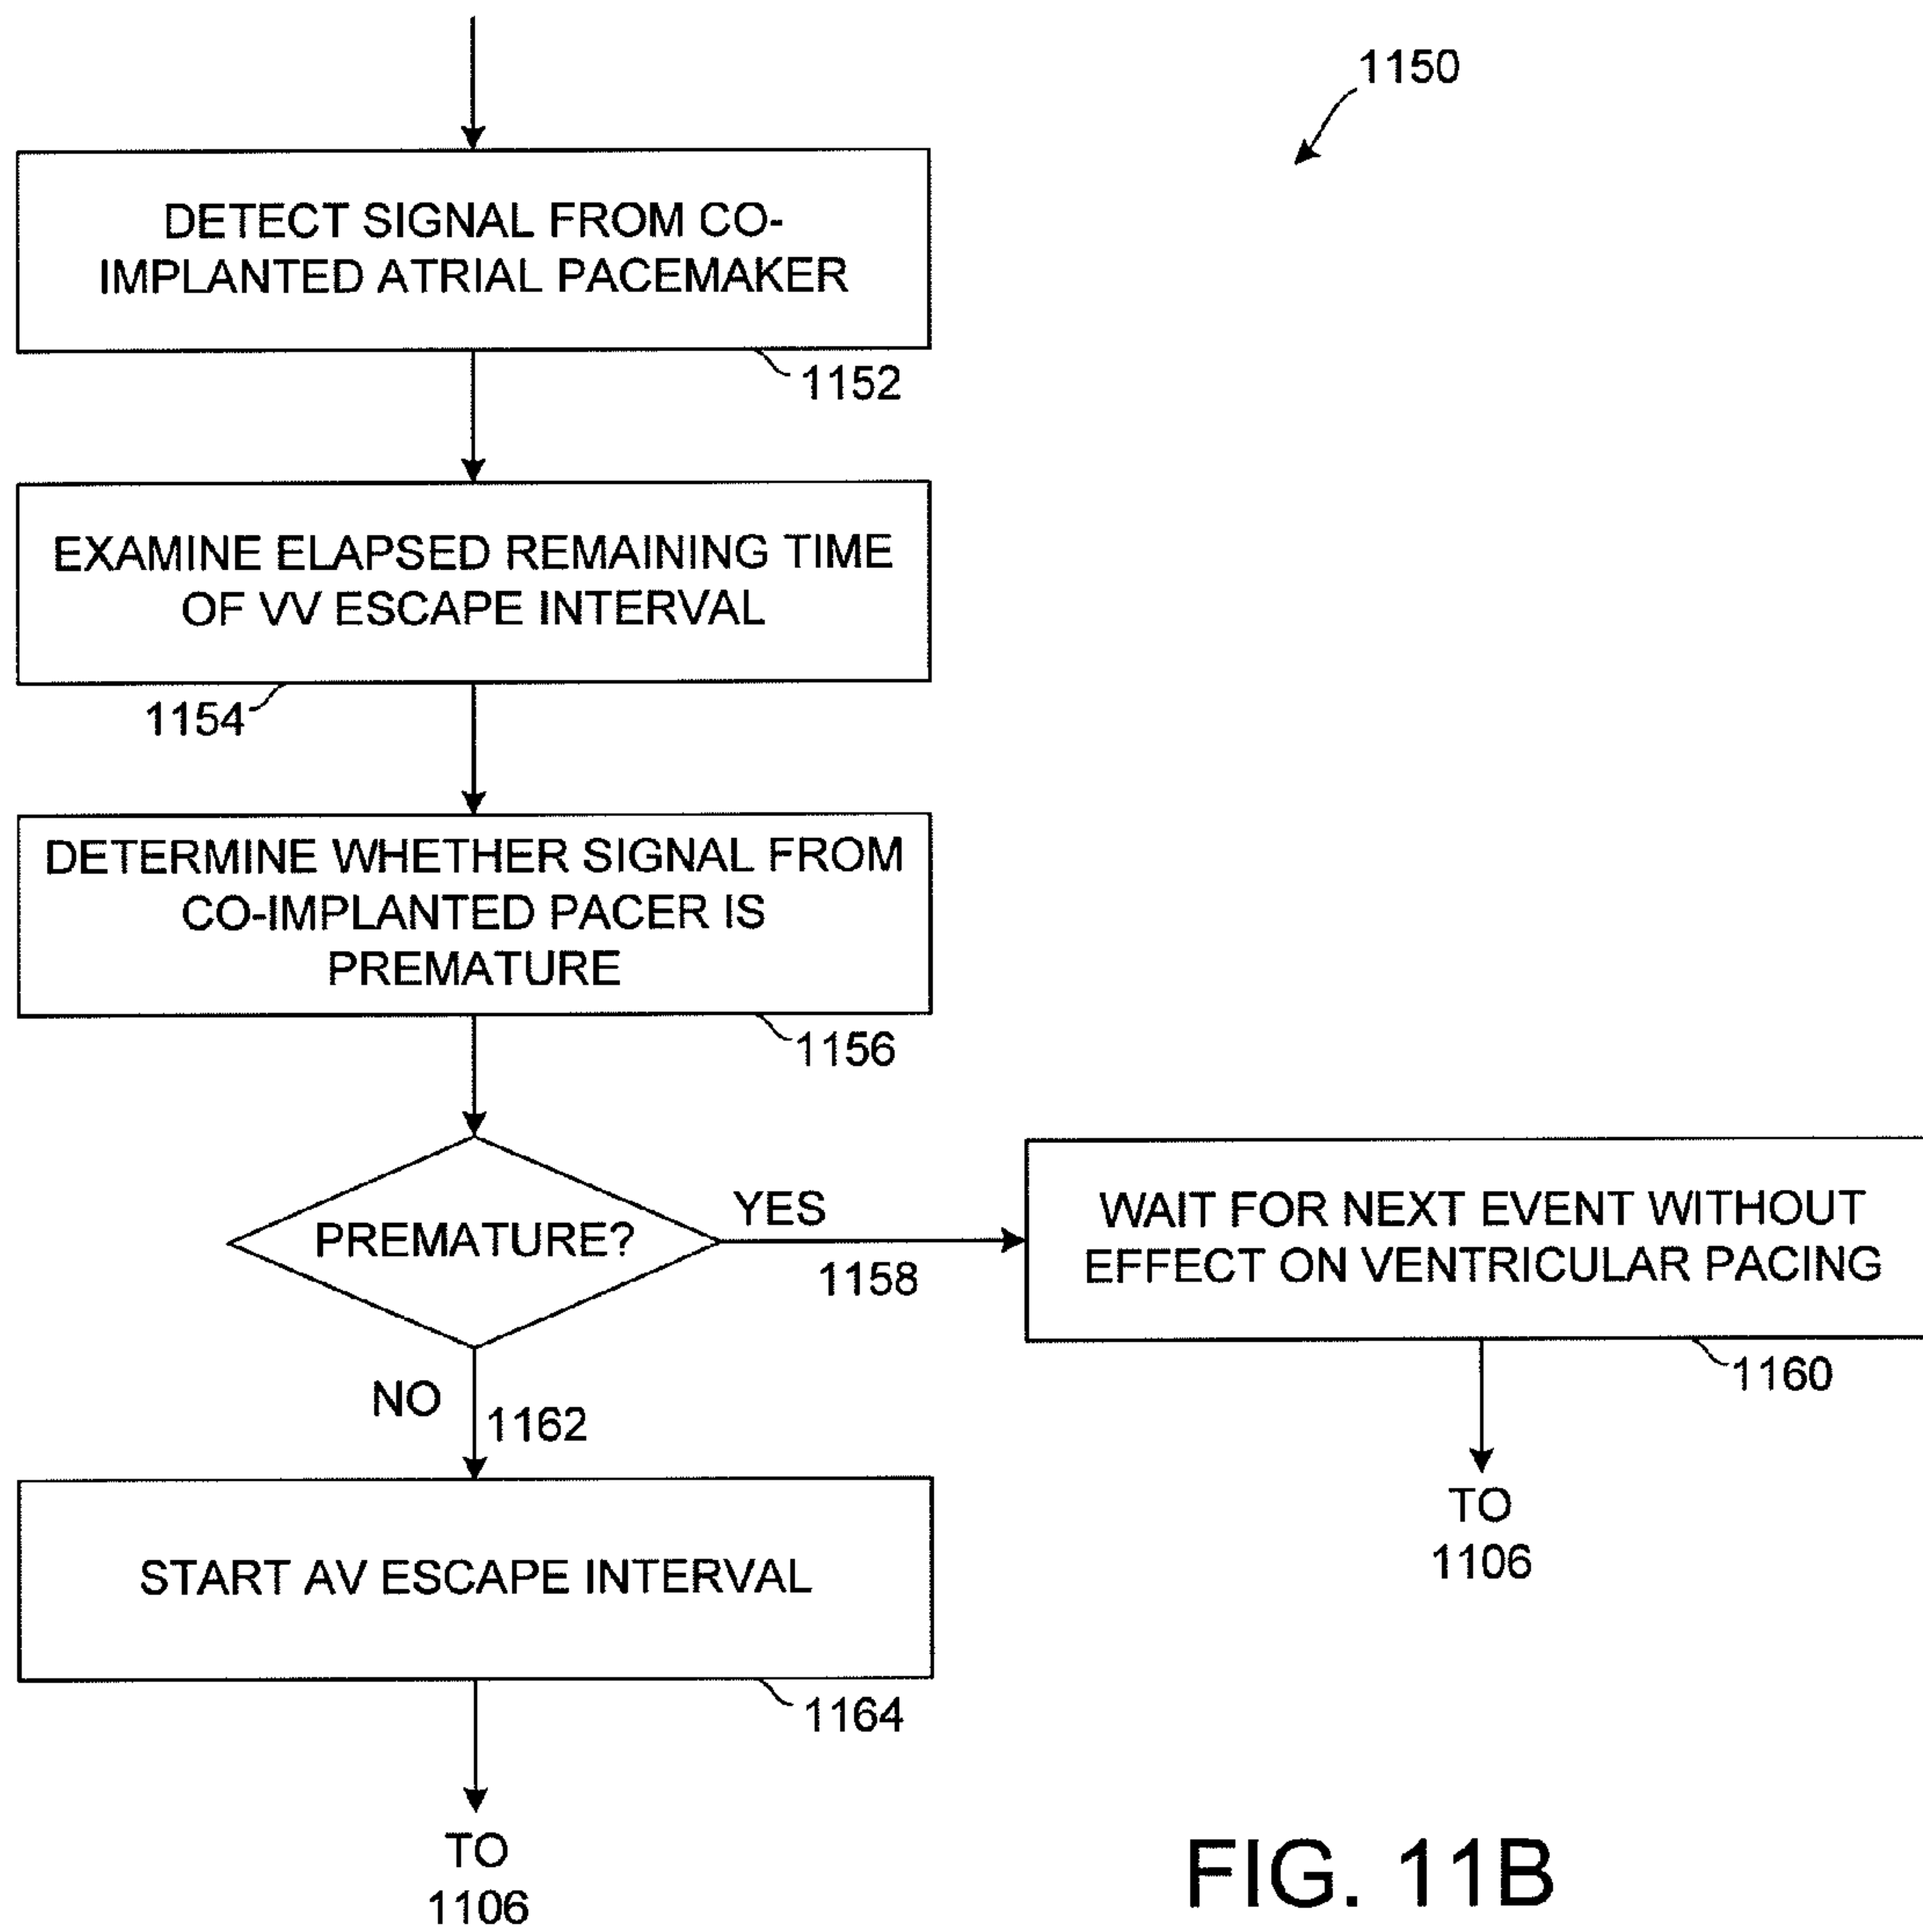 1150
DETECT SIGNAL FROM CO-
IMPLANTED ATRIAL PACEMAKER
1152
EXAMINE ELAPSED REMAINING TIME
OF VV ESCAPE INTERVAL
1154
DETERMINE WHETHER SIGNAL FROM
CO-IMPLANTED PACER IS
PREMATURE
1156
PREMATURE?
YES
1158
WAIT FOR NEXT EVENT WITHOUT
EFFECT ON VENTRICULAR PACING
1160
TO
1106
NO
1162
START AV ESCAPE INTERVAL
1164
TO
1106
FIG. 11B